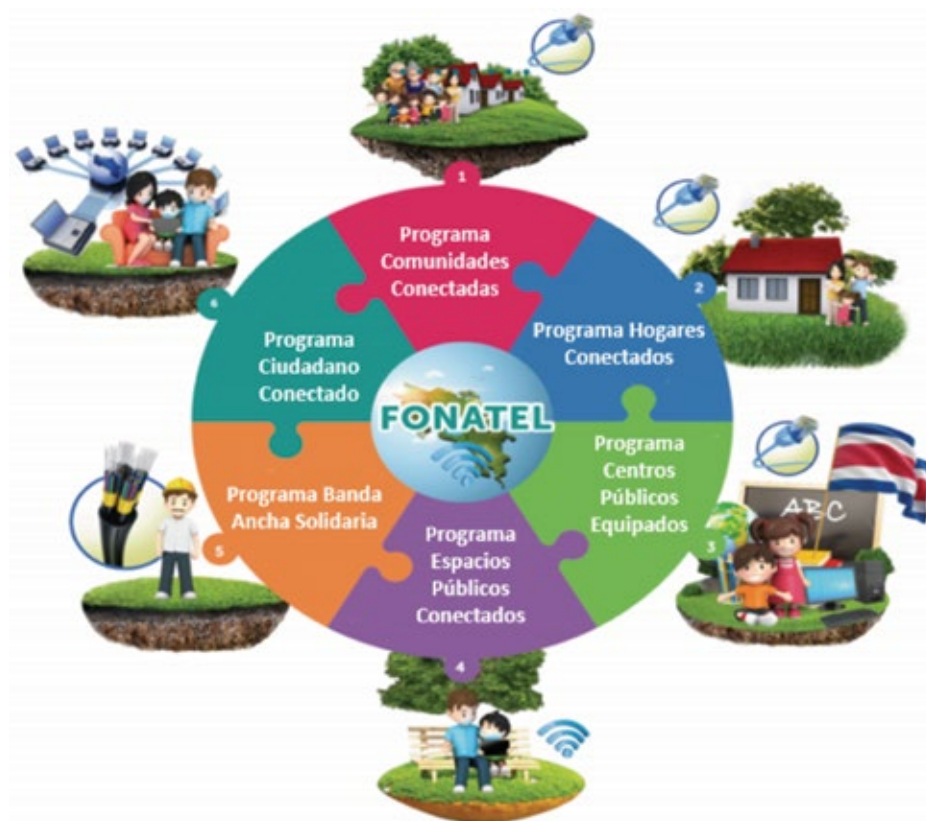 1
Programa
Comunidades
Conectadas
2
Programa Hogares
Conectados
3
Programa
Centros
Públicos
Equipados
ABC
4
Programa
Espacios
Públicos
Conectados
5
Programa Banda
Ancha Solidaria
6
Programa
Ciudadano
Conectado
FONATEL